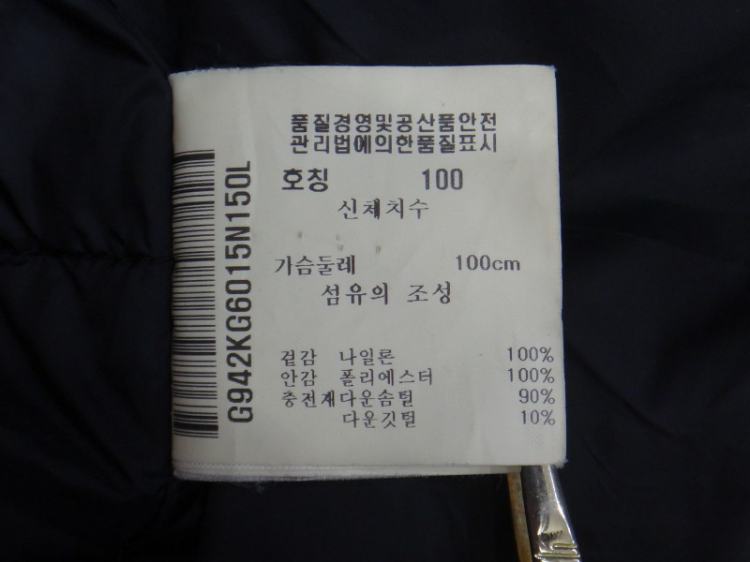 품질경영및공산품안전
관리법에의한품질표시
호칭 100
신체치수
가슴둘레 100cm
섬유의 조성
겉감 나일론 100%
안감 폴리에스터 100%
충전재다운솜털 90%
다운깃털 10%
G942KG6015N150L